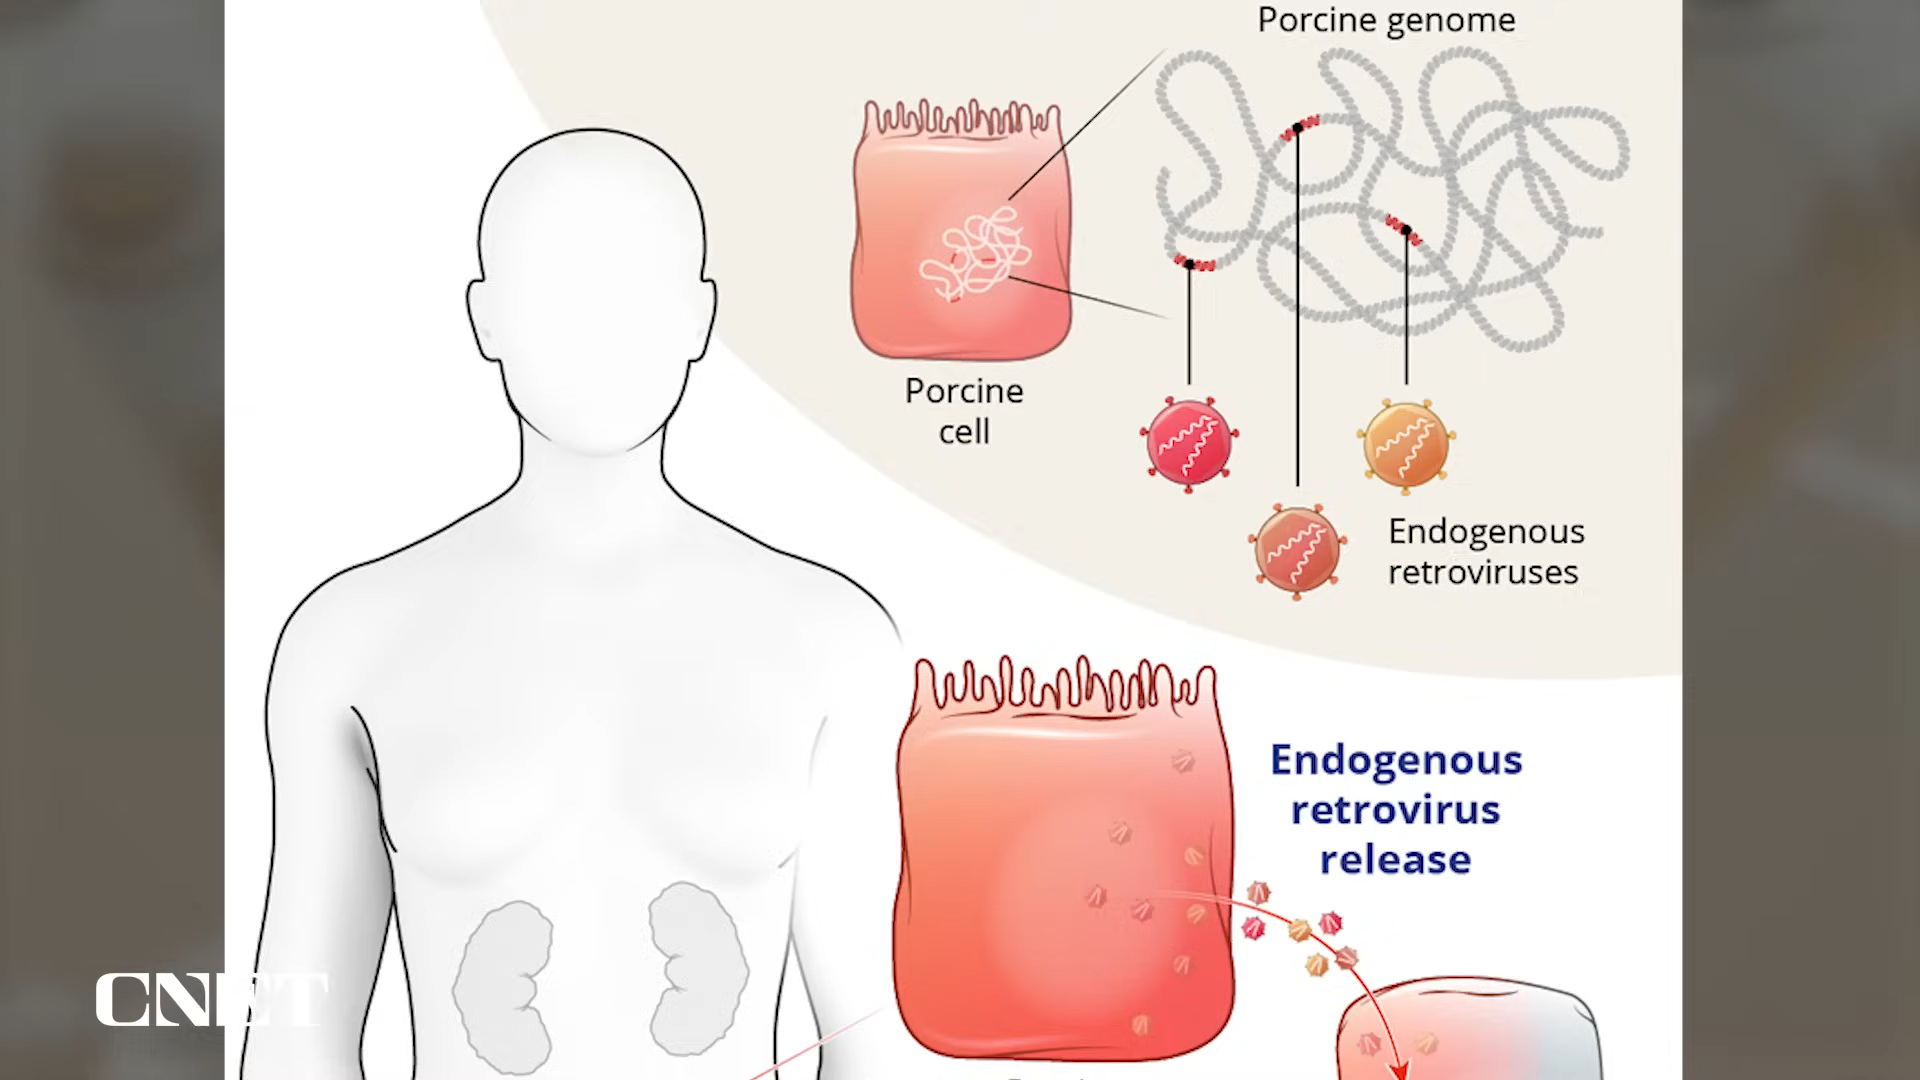 Porcine genome
Porcine
cell
Endogenous
retroviruses
Endogenous
retrovirus
release
CNET